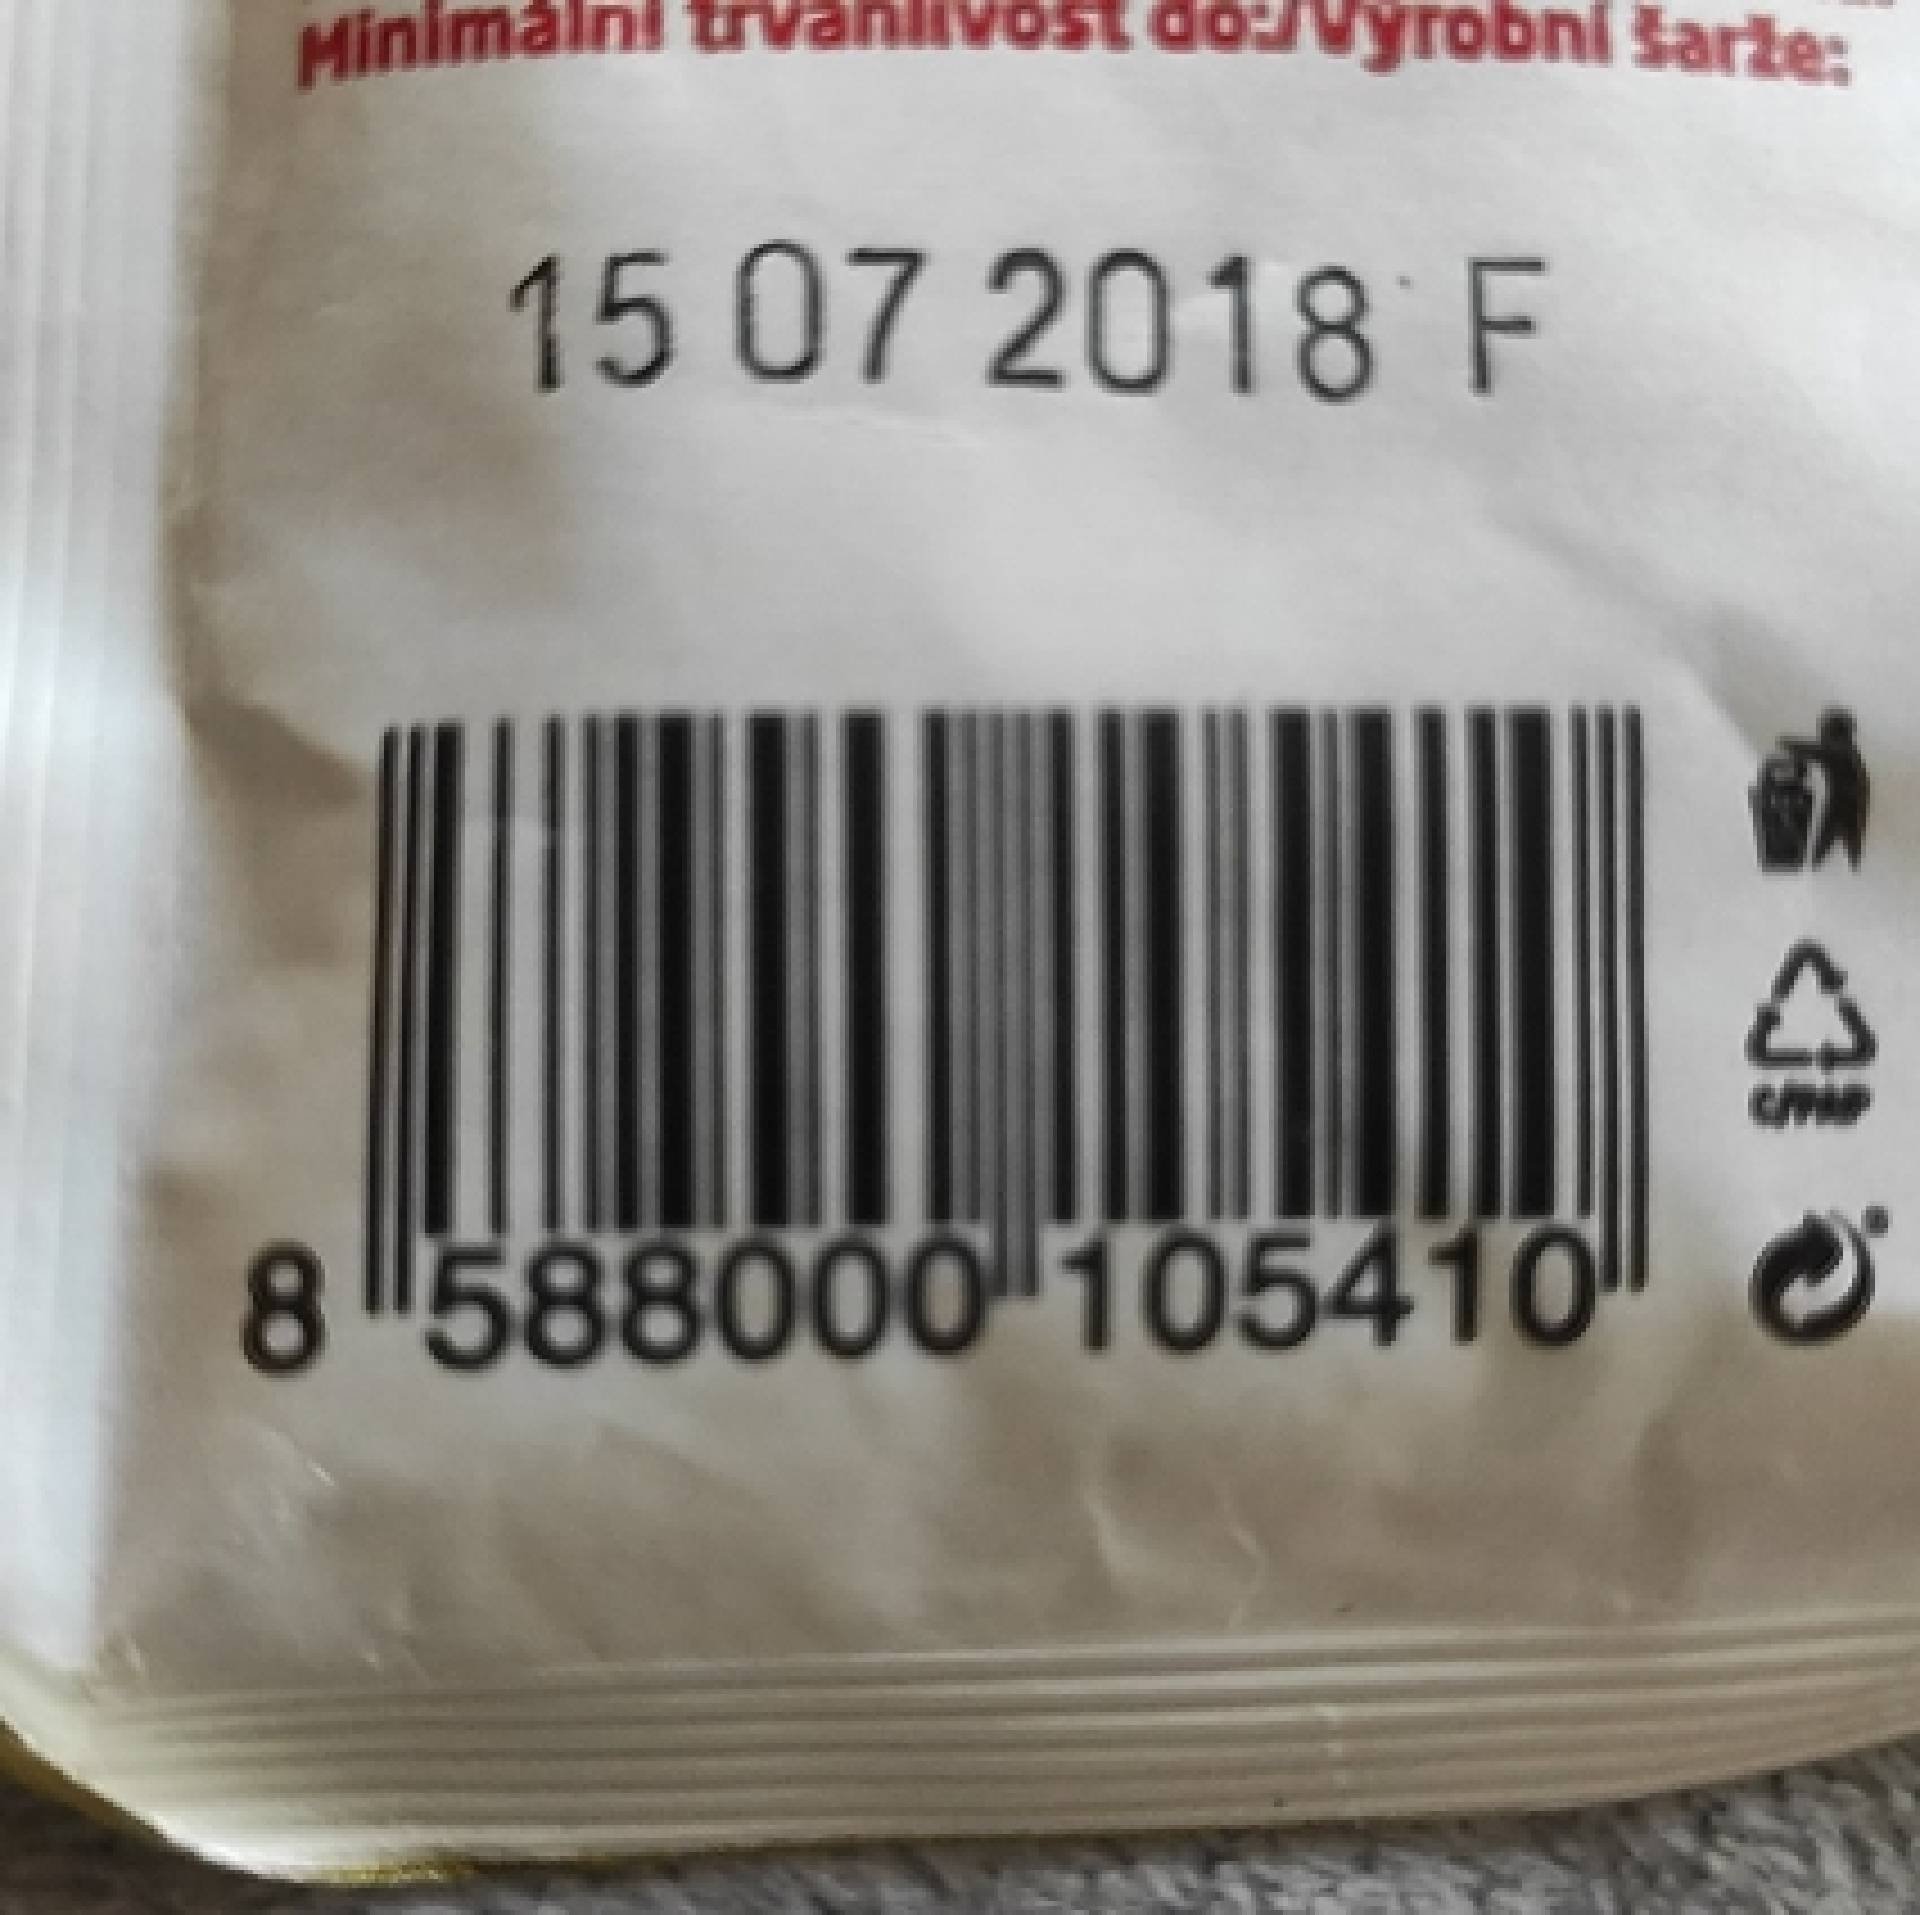 Minimální trvanlivost do:/Výrobní šarže:
15 07 2018 F
8 588000 105410
C/PAP